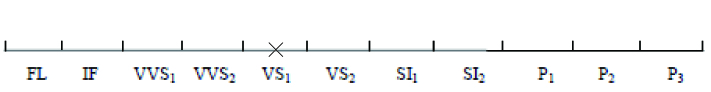 FL IF VVS₁ VVS₂ VS₁ VS₂ SI₁ SI₂ P₁ P₂ P₃